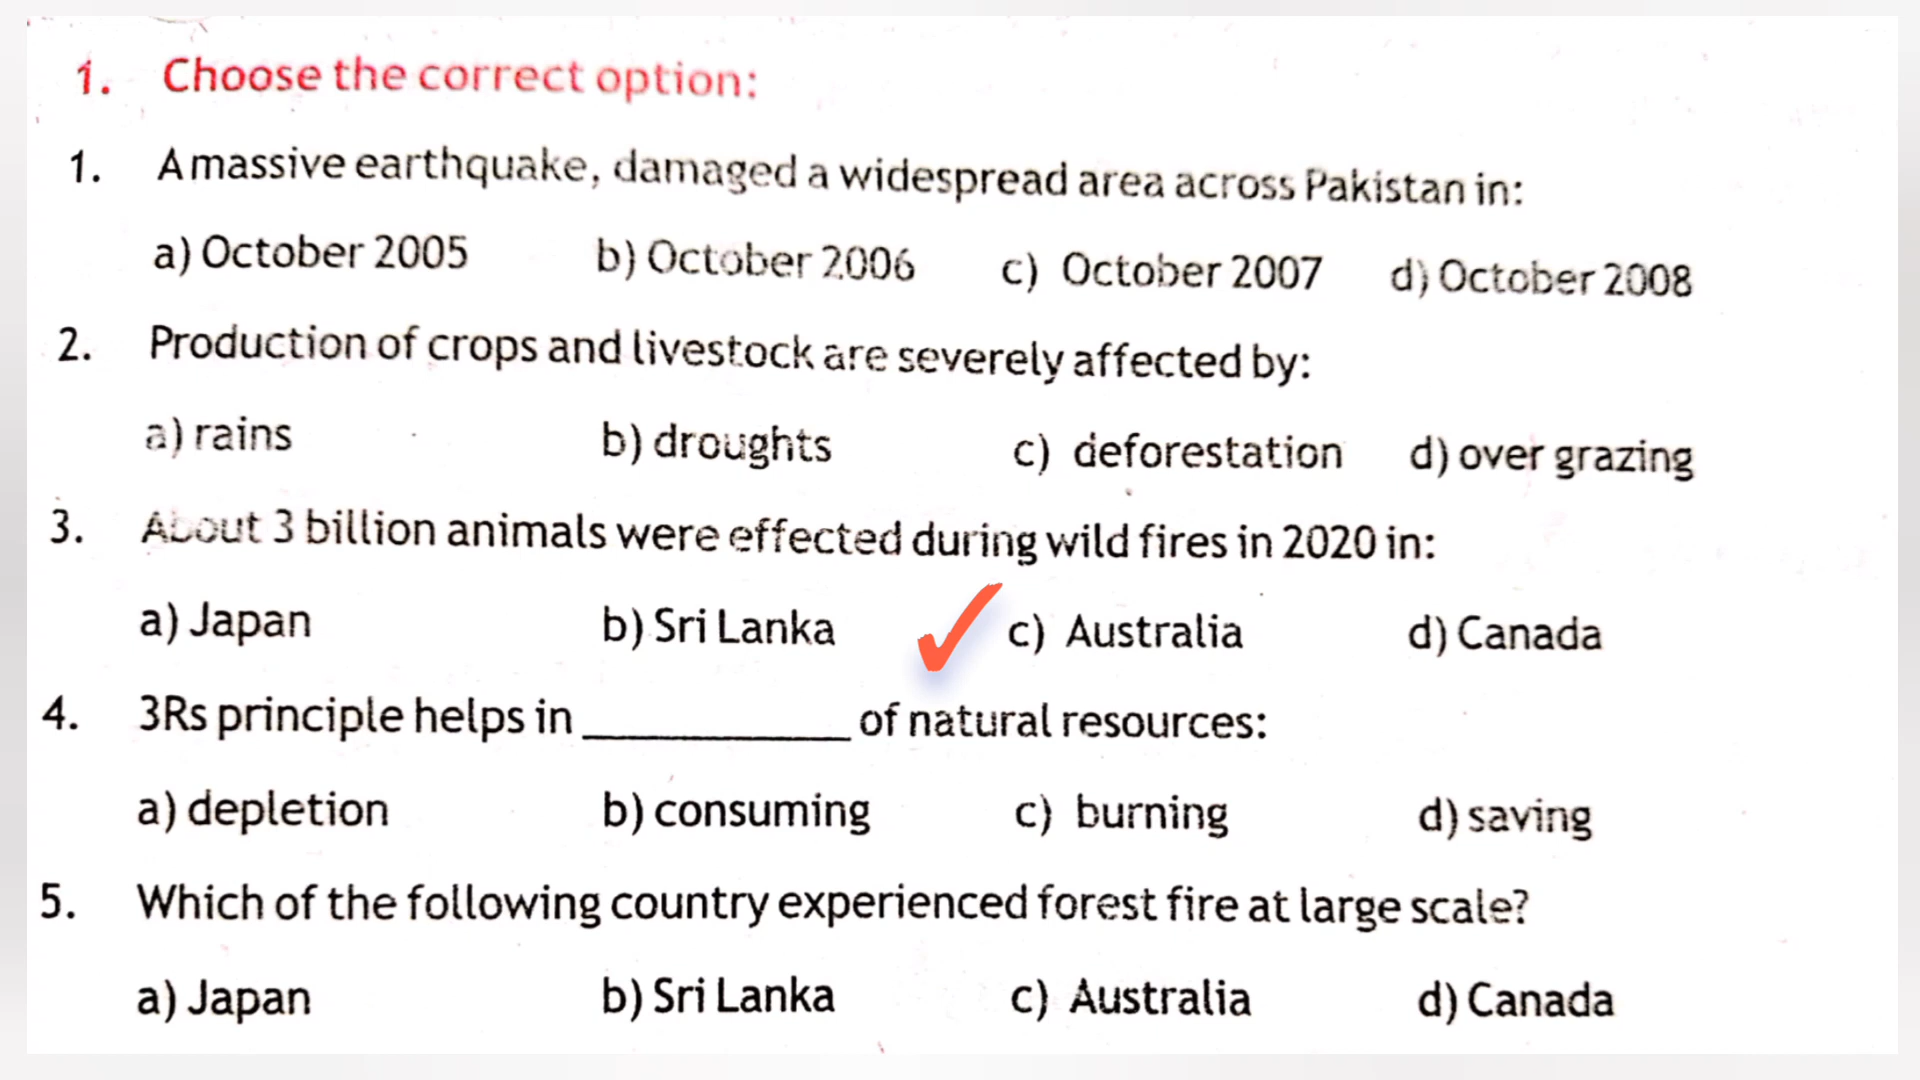 1. Choose the correct option:
1. A massive earthquake, damaged a widespread area across Pakistan in:
a) October 2005 b) October 2006 c) October 2007 d) October 2008
2. Production of crops and livestock are severely affected by:
a) rains b) droughts c) deforestation d) over grazing
3. About 3 billion animals were effected during wild fires in 2020 in:
a) Japan b) Sri Lanka c) Australia d) Canada
4. 3Rs principle helps in ___________ of natural resources:
a) depletion b) consuming c) burning d) saving
5. Which of the following country experienced forest fire at large scale?
a) Japan b) Sri Lanka c) Australia d) Canada